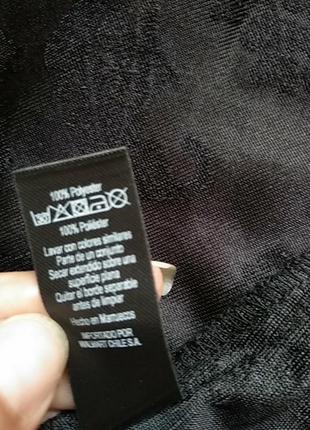 100% Polyester
100% Poliéster
Lavar con colores similares
Parte de un conjunto
Secar extendido sobre una
superficie plana
Quitar el borde separable
antes de limpiar
Hecho en Marruecos
IMPORTADO POR
WALMART CHILE S.A.